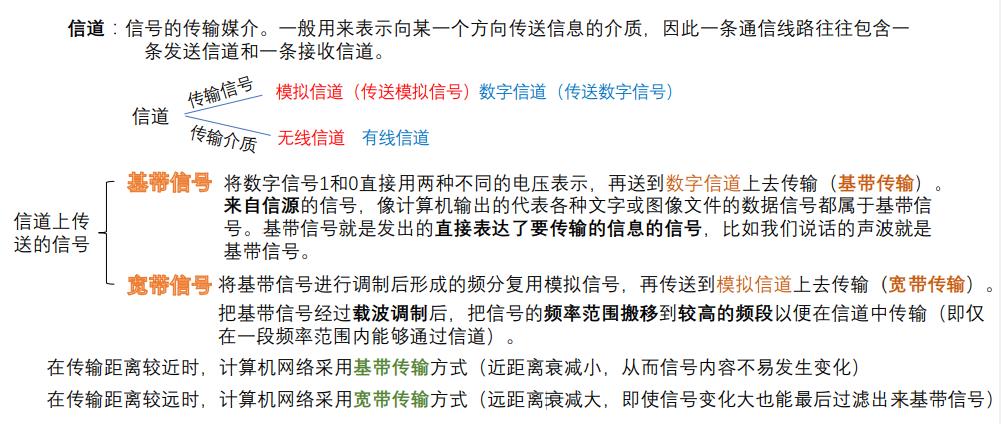 信道：信号的传输媒介。一般用来表示向某一个方向传送信息的介质，因此一条通信线路往往包含一
条发送信道和一条接收信道。
传输信号
模拟信道（传送模拟信号）数字信道（传送数字信号）
信道
传输介质
无线信道 有线信道
基带信号 将数字信号1和0直接用两种不同的电压表示，再送到数字信道上去传输（基带传输）。
来自信源的信号，像计算机输出的代表各种文字或图像文件的数据信号都属于基带信
号。基带信号就是发出的直接表达了要传输的信息的信号，比如我们说话的声波就是
基带信号。
信道上传
送的信号
宽带信号 将基带信号进行调制后形成的频分复用模拟信号，再传送到模拟信道上去传输（宽带传输）。
把基带信号经过载波调制后，把信号的频率范围搬移到较高的频段以便在信道中传输（即仅
在一段频率范围内能够通过信道）。
在传输距离较近时，计算机网络采用基带传输方式（近距离衰减小，从而信号内容不易发生变化）
在传输距离较远时，计算机网络采用宽带传输方式（远距离衰减大，即使信号变化大也能最后过滤出来基带信号）